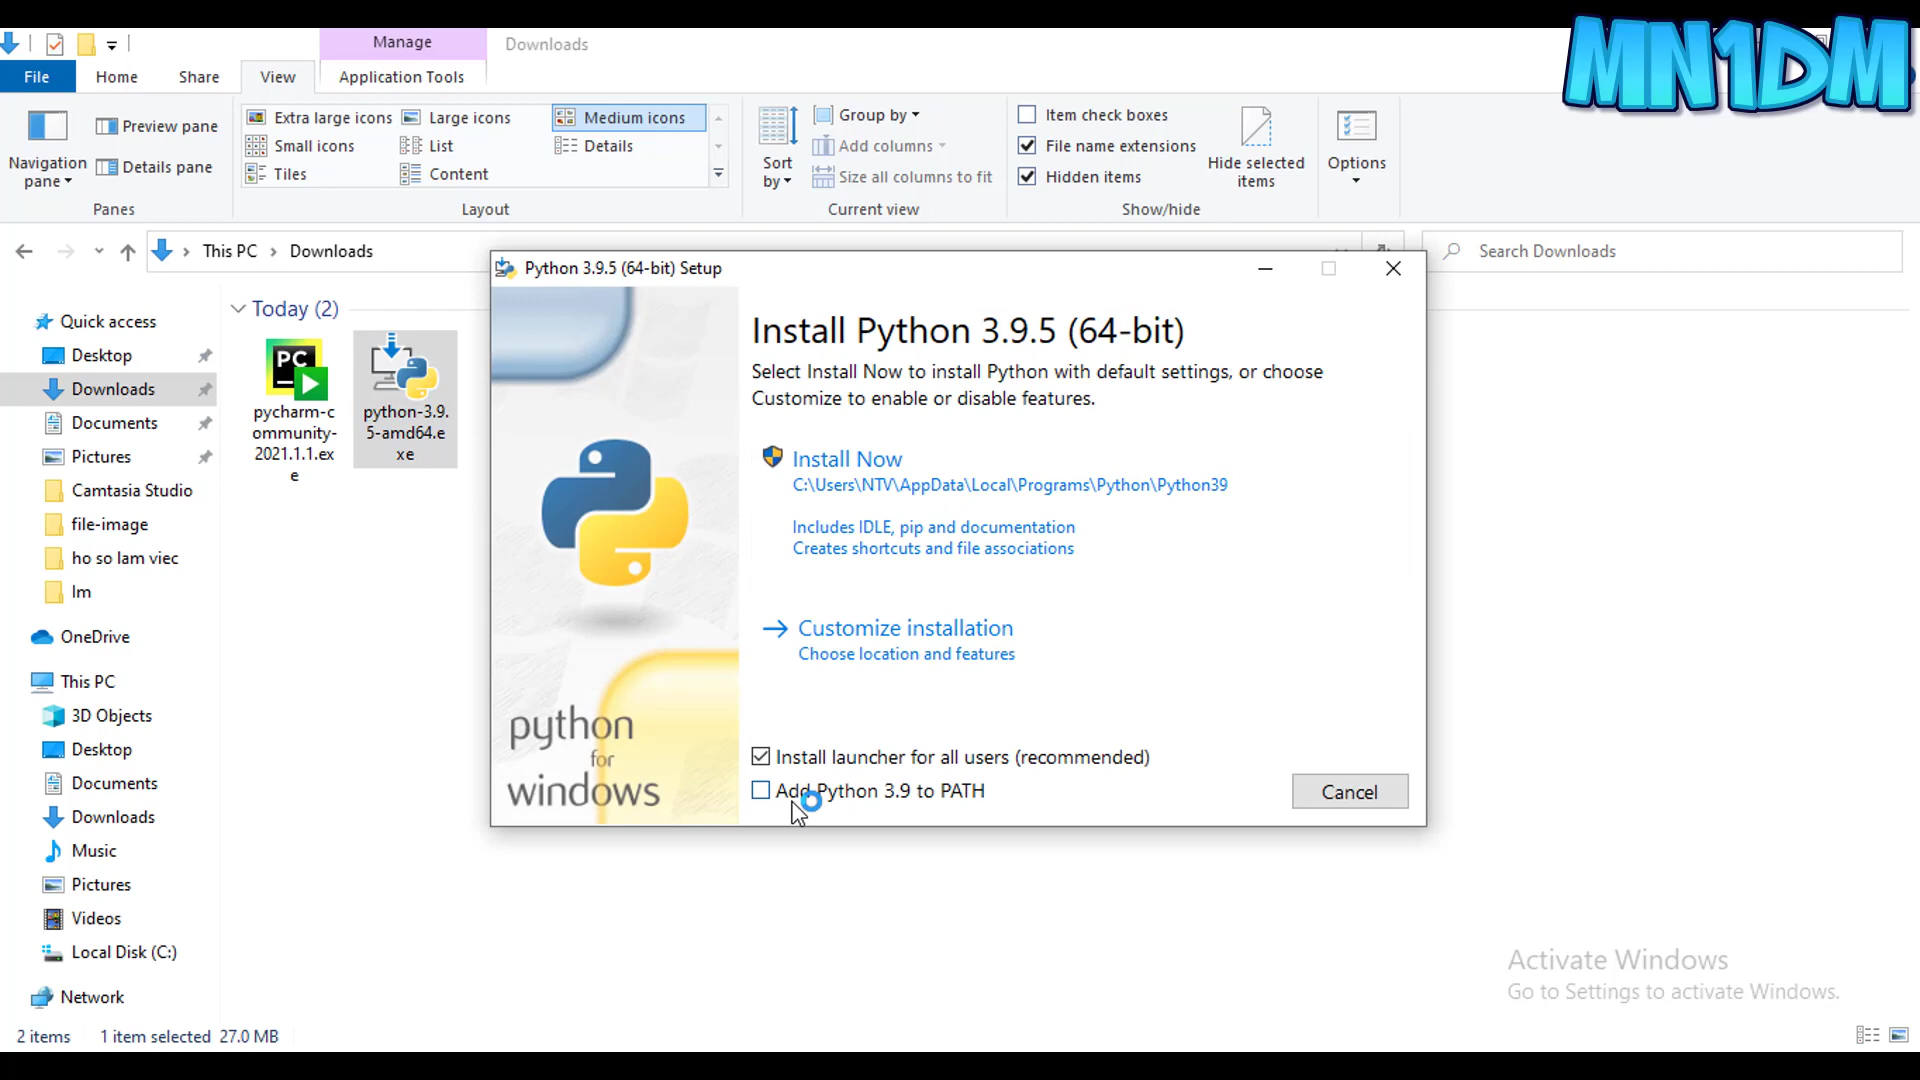 MN1DM
Manage
Downloads
File
Home
Share
View
Application Tools
Navigation
pane
Preview pane
Details pane
Panes
Extra large icons
Large icons
Medium icons
Small icons
List
Details
Tiles
Content
Layout
Sort
by
Group by
Add columns
Size all columns to fit
Current view
Item check boxes
File name extensions
Hidden items
Hide selected
items
Show/hide
Options
This PC
Downloads
Search Downloads
Quick access
Desktop
Downloads
Documents
Pictures
Camtasia Studio
file-image
ho so lam viec
lm
OneDrive
This PC
3D Objects
Desktop
Documents
Downloads
Music
Pictures
Videos
Local Disk (C:)
Network
Today (2)
PC
pycharm-c
ommunity-
2021.1.1.ex
e
python-3.9.
5-amd64.e
xe
Python 3.9.5 (64-bit) Setup
Install Python 3.9.5 (64-bit)
Select Install Now to install Python with default settings, or choose
Customize to enable or disable features.
Install Now
C:\Users\NTV\AppData\Local\Programs\Python\Python39
Includes IDLE, pip and documentation
Creates shortcuts and file associations
Customize installation
Choose location and features
python
for
windows
Install launcher for all users (recommended)
Add Python 3.9 to PATH
Cancel
Activate Windows
Go to Settings to activate Windows.
2 items
1 item selected
27.0 MB